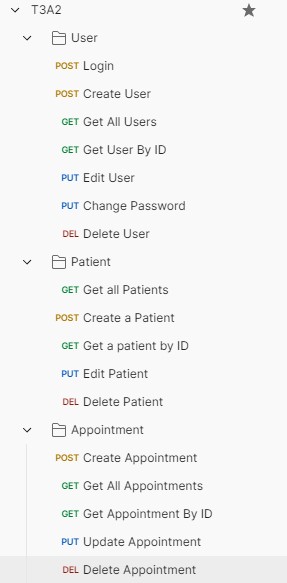 T3A2
User
POST Login
POST Create User
GET Get All Users
GET Get User By ID
PUT Edit User
PUT Change Password
DEL Delete User
Patient
GET Get all Patients
POST Create a Patient
GET Get a patient by ID
PUT Edit Patient
DEL Delete Patient
Appointment
POST Create Appointment
GET Get All Appointments
GET Get Appointment By ID
PUT Update Appointment
DEL Delete Appointment